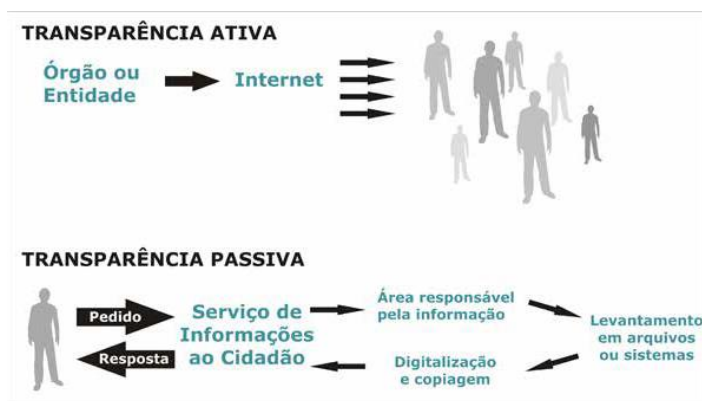 TRANSPARÊNCIA ATIVA
Órgão ou
Entidade
Internet
TRANSPARÊNCIA PASSIVA
Pedido
Resposta
Serviço de
Informações
ao Cidadão
Área responsável
pela informação
Levantamento
em arquivos
ou sistemas
Digitalização
e copiagem